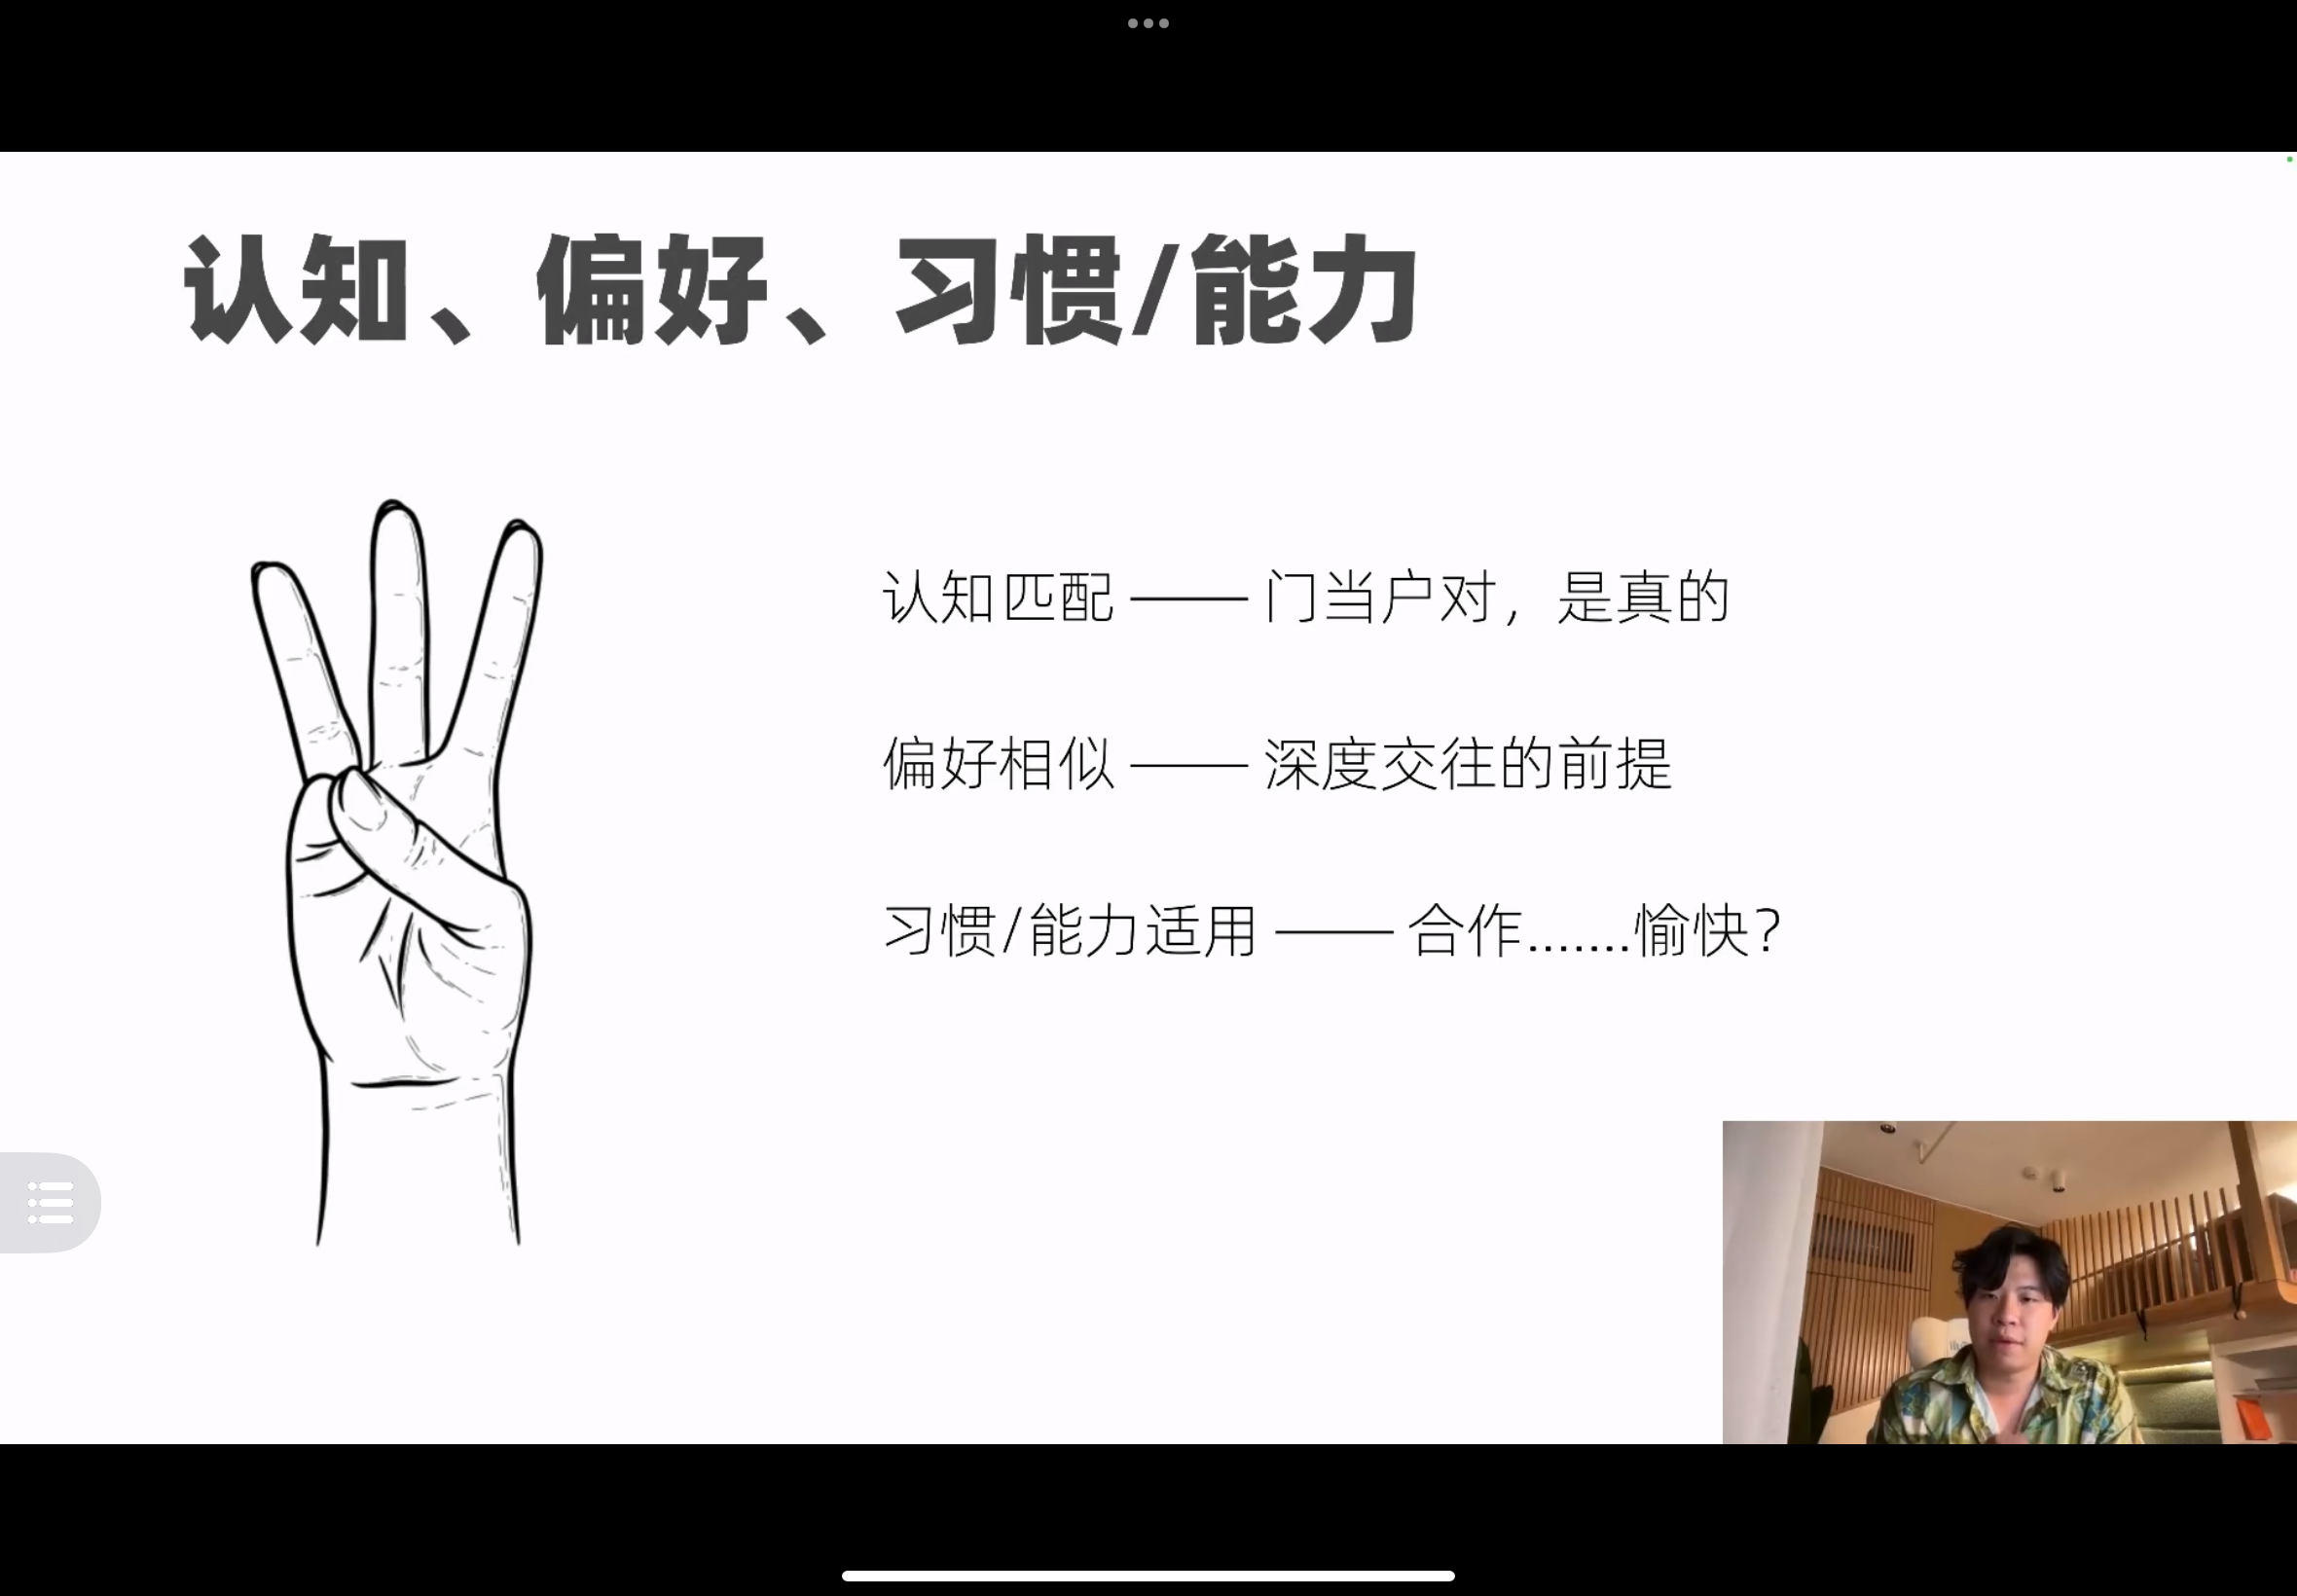 认知、偏好、习惯/能力
认知匹配 —— 门当户对，是真的
偏好相似 —— 深度交往的前提
习惯/能力适用 —— 合作.......愉快?